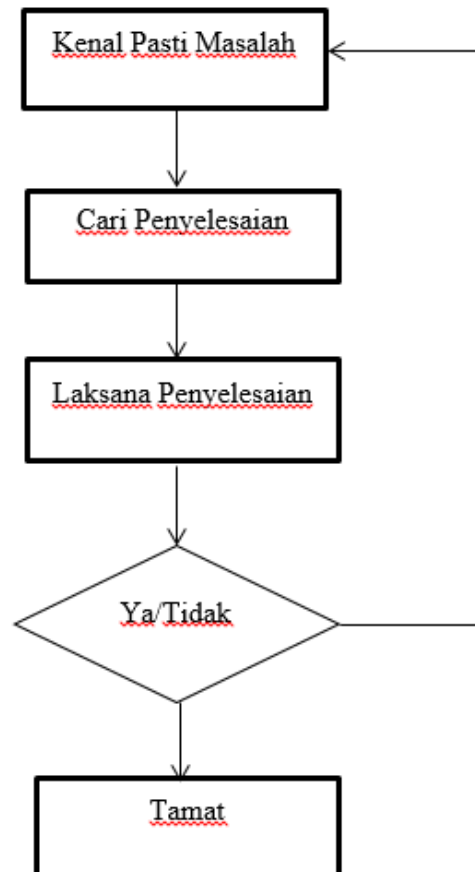 Kenal Pasti Masalah
Cari Penyelesaian
Laksana Penyelesaian
Ya/Tidak
Tamat